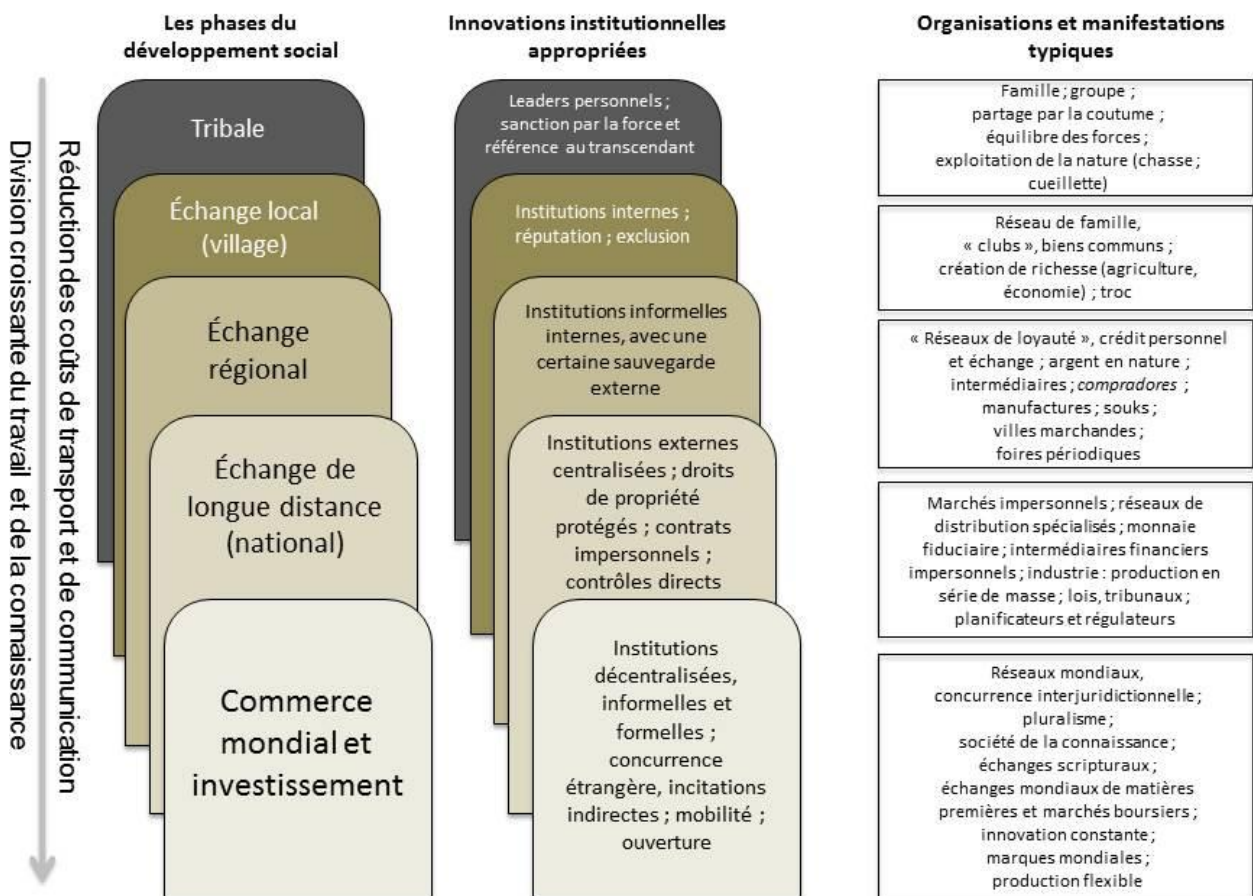 Les phases du
développement social
Innovations institutionnelles
appropriées
Organisations et manifestations
typiques
Division croissante du travail et de la connaissance
Réduction des coûts de transport et de communication
Tribale
Leaders personnels ;
sanction par la force et
référence au transcendant
Famille ; groupe ;
partage par la coutume ;
équilibre des forces ;
exploitation de la nature (chasse ;
cueillette)
Échange local
(village)
Institutions internes ;
réputation ; exclusion
Réseau de famille,
« clubs », biens communs ;
création de richesse (agriculture,
économie) ; troc
Échange
régional
Institutions informelles
internes, avec une
certaine sauvegarde
externe
« Réseaux de loyauté », crédit personnel
et échange ; argent en nature ;
intermédiaires ; compradores ;
manufactures ; souks ;
villes marchandes ;
foires périodiques
Échange de
longue distance
(national)
Institutions externes
centralisées ; droits
de propriété
protégés ; contrats
impersonnels ;
contrôles directs
Marchés impersonnels ; réseaux de
distribution spécialisés ; monnaie
fiduciaire ; intermédiaires financiers
impersonnels ; industrie : production en
série de masse ; lois, tribunaux ;
planificateurs et régulateurs
Commerce
mondial et
investissement
Institutions
décentralisées,
informelles et
formelles ;
concurrence
étrangère, incitations
indirectes ; mobilité ;
ouverture
Réseaux mondiaux,
concurrence interjuridictionnelle ;
pluralisme ;
société de la connaissance ;
échanges scripturaux ;
échanges mondiaux de matières
premières et marchés boursiers ;
innovation constante ;
marques mondiales ;
production flexible